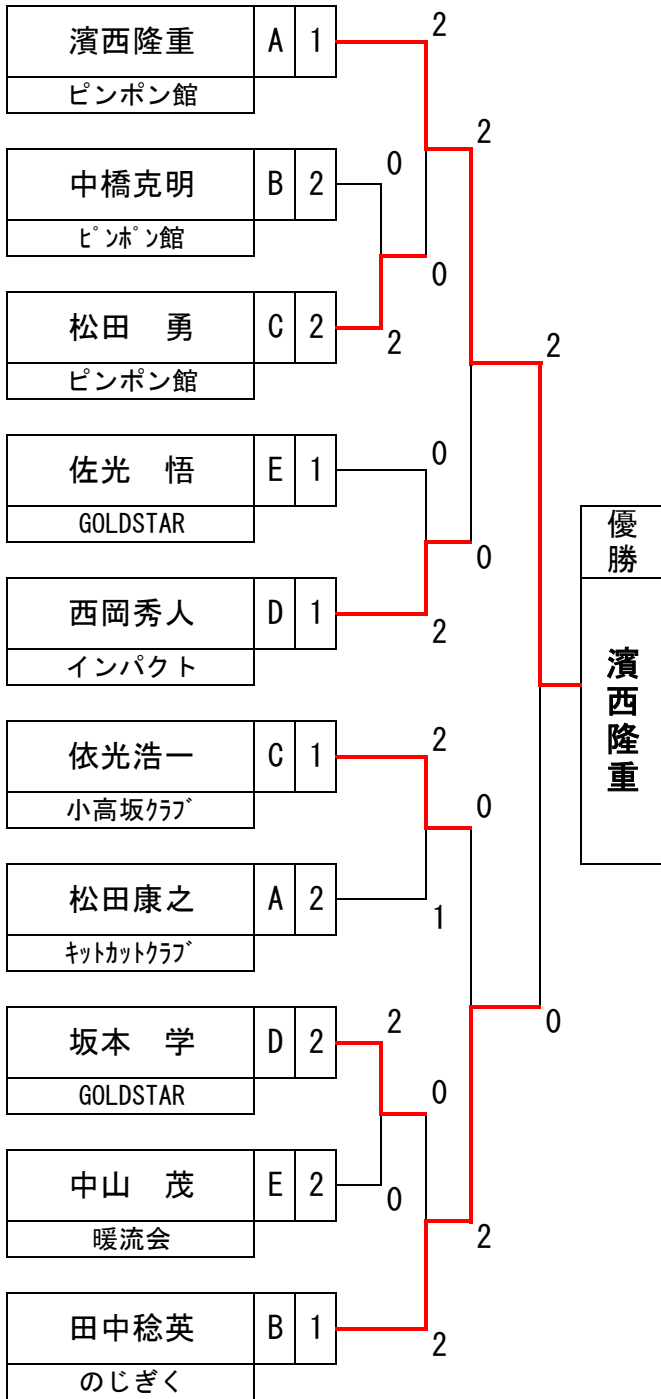 濱西隆重 A 1
ピンポン館
2
2
中橋克明 B 2
ﾋﾟﾝﾎﾟﾝ館
0
0
松田 勇 C 2
ピンポン館
2
2
佐光 悟 E 1
GOLDSTAR
0
0
西岡秀人 D 1
インパクト
2
優勝
濱西隆重
依光浩一 C 1
小高坂ｸﾗﾌﾞ
2
0
松田康之 A 2
ｷｯﾄｶｯﾄｸﾗﾌﾞ
1
坂本 学 D 2
GOLDSTAR
2
0
0
中山 茂 E 2
暖流会
0
2
田中稔英 B 1
のじぎく
2